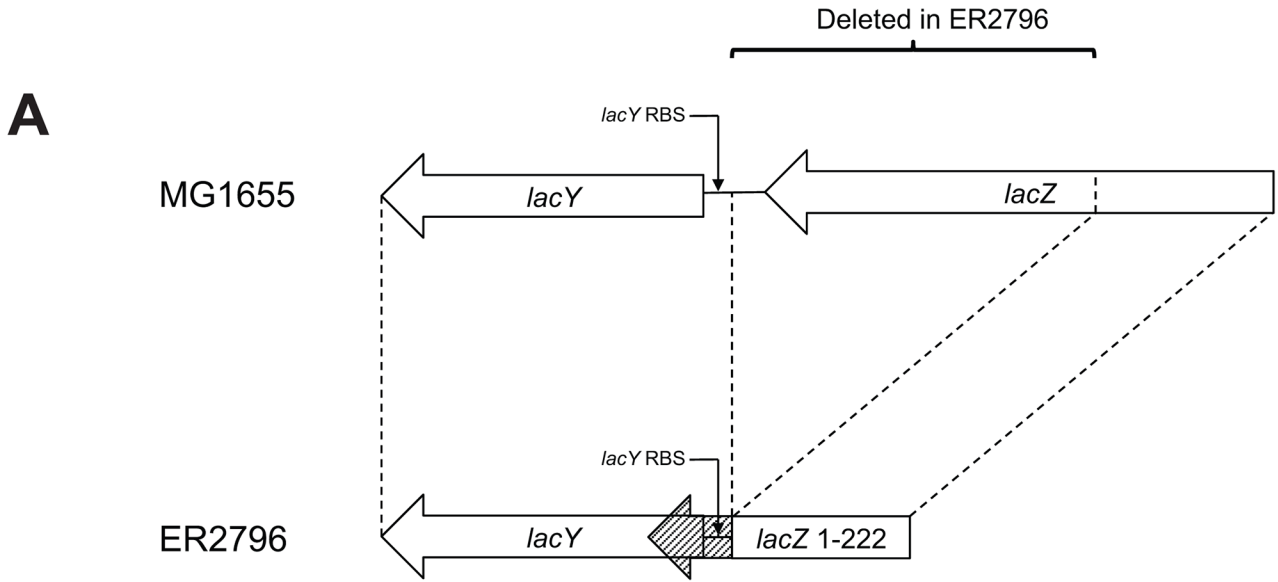 Deleted in ER2796
A
lacY RBS
MG1655
lacY
lacZ
lacY RBS
ER2796
lacY
lacZ 1-222